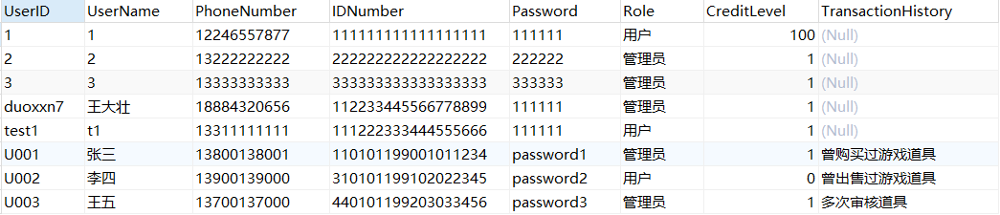 UserID UserName PhoneNumber IDNumber Password Role CreditLevel TransactionHistory
1 1 12246557877 111111111111111111 111111 用户 100 (Null)
2 2 13222222222 222222222222222222 222222 管理员 1 (Null)
3 3 13333333333 333333333333333333 333333 管理员 1 (Null)
duoxxn7 王大壮 18884320656 112233445566778899 111111 管理员 1 (Null)
test1 t1 13311111111 111222333444555666 111111 用户 1 (Null)
U001 张三 13800138001 110101199001011234 password1 管理员 1 曾购买过游戏道具
U002 李四 13900139000 310101199102022345 password2 用户 0 曾出售过游戏道具
U003 王五 13700137000 440101199203033456 password3 管理员 1 多次审核道具